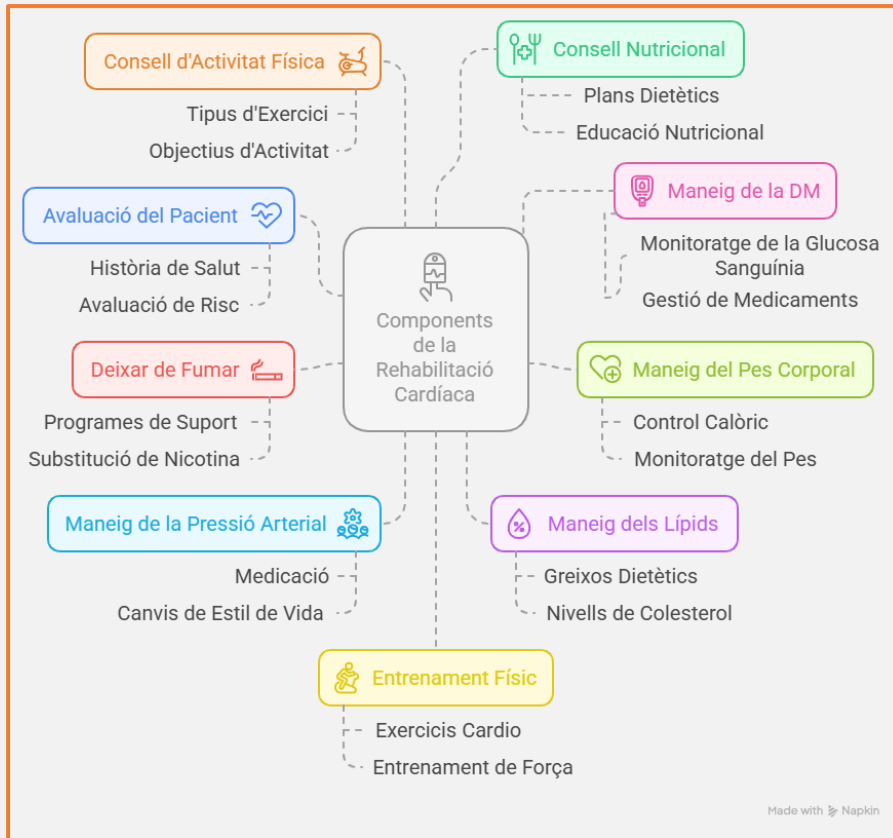 Consell d'Activitat Física
Tipus d'Exercici
Objectius d'Activitat
Consell Nutricional
Plans Dietètics
Educació Nutricional
Avaluació del Pacient
Història de Salut
Avaluació de Risc
Maneig de la DM
Monitoratge de la Glucosa
Sanguínia
Gestió de Medicaments
Components
de la
Rehabilitació
Cardíaca
Deixar de Fumar
Programes de Suport
Substitució de Nicotina
Maneig del Pes Corporal
Control Calòric
Monitoratge del Pes
Maneig de la Pressió Arterial
Medicació
Canvis de Estil de Vida
Maneig dels Lípids
Greixos Dietètics
Nivells de Colesterol
Entrenament Físic
Exercicis Cardio
Entrenament de Força
Made with Napkin